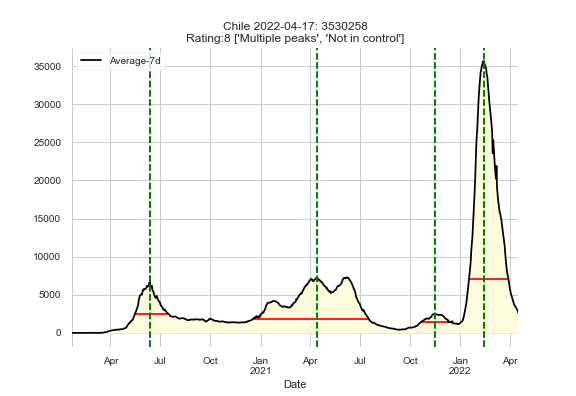 Chile 2022-04-17: 3530258
Rating:8 ['Multiple peaks', 'Not in control']
Average-7d
35000
30000
25000
20000
15000
10000
5000
0
Apr Jul Oct Jan Apr Jul Oct Jan Apr
2021 2022
Date